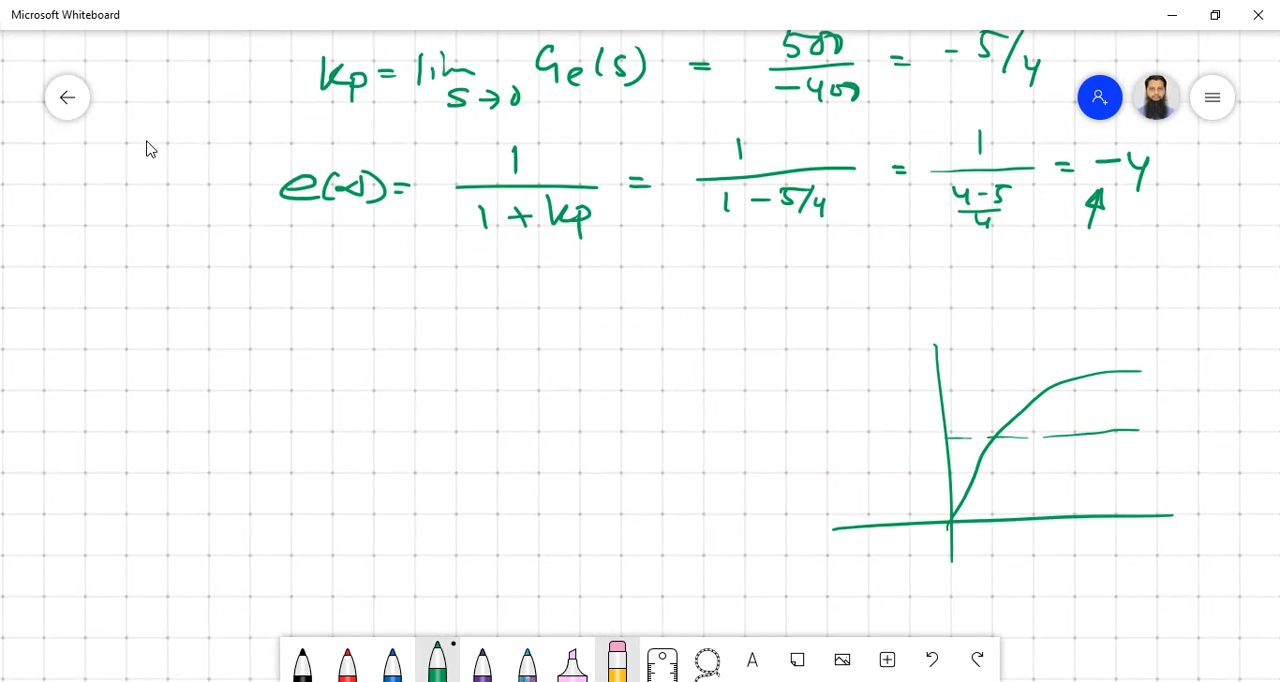 Microsoft Whiteboard
kp = lim s→0 Ge(s) = 500/-400 = -5/4
e(∞) = 1/(1 + kp) = 1/(1 - 5/4) = 1/((4-5)/4) = -4
A